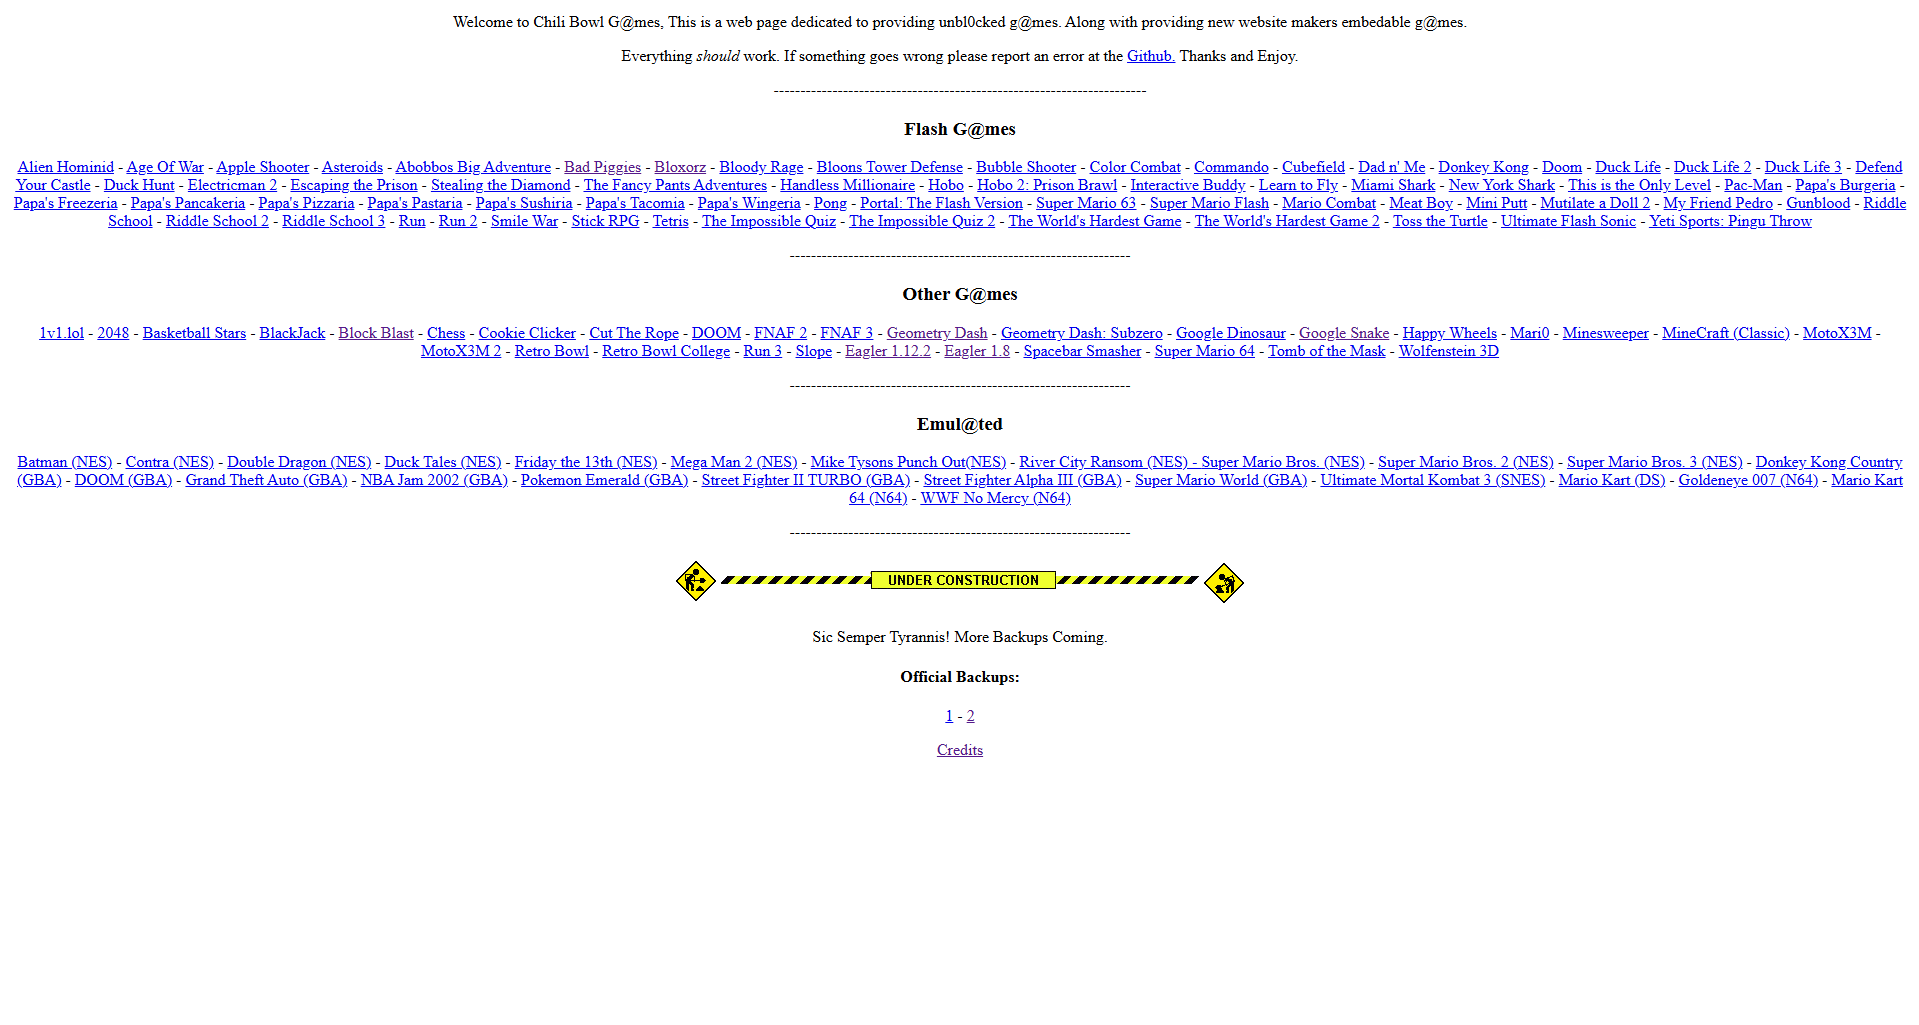 Welcome to Chili Bowl G@mes, This is a web page dedicated to providing unbl0cked g@mes. Along with providing new website makers embedable g@mes.
Everything should work. If something goes wrong please report an error at the Github. Thanks and Enjoy.
----------------------------------------------------------------------
Flash G@mes
Alien Hominid - Age Of War - Apple Shooter - Asteroids - Abobbos Big Adventure - Bad Piggies - Bloxorz - Bloody Rage - Bloons Tower Defense - Bubble Shooter - Color Combat - Commando - Cubefield - Dad n' Me - Donkey Kong - Doom - Duck Life - Duck Life 2 - Duck Life 3 - Defend
Your Castle - Duck Hunt - Electricman 2 - Escaping the Prison - Stealing the Diamond - The Fancy Pants Adventures - Handless Millionaire - Hobo - Hobo 2: Prison Brawl - Interactive Buddy - Learn to Fly - Miami Shark - New York Shark - This is the Only Level - Pac-Man - Papa's Burgeria -
Papa's Freezeria - Papa's Pancakeria - Papa's Pizzaria - Papa's Pastaria - Papa's Sushiria - Papa's Tacomia - Papa's Wingeria - Pong - Portal: The Flash Version - Super Mario 63 - Super Mario Flash - Mario Combat - Meat Boy - Mini Putt - Mutilate a Doll 2 - My Friend Pedro - Gunblood - Riddle
School - Riddle School 2 - Riddle School 3 - Run - Run 2 - Smile War - Stick RPG - Tetris - The Impossible Quiz - The Impossible Quiz 2 - The World's Hardest Game - The World's Hardest Game 2 - Toss the Turtle - Ultimate Flash Sonic - Yeti Sports: Pingu Throw
----------------------------------------------------------------
Other G@mes
1v1.lol - 2048 - Basketball Stars - BlackJack - Block Blast - Chess - Cookie Clicker - Cut The Rope - DOOM - FNAF 2 - FNAF 3 - Geometry Dash - Geometry Dash: Subzero - Google Dinosaur - Google Snake - Happy Wheels - Mari0 - Minesweeper - MineCraft (Classic) - MotoX3M -
MotoX3M 2 - Retro Bowl - Retro Bowl College - Run 3 - Slope - Eagler 1.12.2 - Eagler 1.8 - Spacebar Smasher - Super Mario 64 - Tomb of the Mask - Wolfenstein 3D
----------------------------------------------------------------
Emul@ted
Batman (NES) - Contra (NES) - Double Dragon (NES) - Duck Tales (NES) - Friday the 13th (NES) - Mega Man 2 (NES) - Mike Tysons Punch Out(NES) - River City Ransom (NES) - Super Mario Bros. (NES) - Super Mario Bros. 2 (NES) - Super Mario Bros. 3 (NES) - Donkey Kong Country
(GBA) - DOOM (GBA) - Grand Theft Auto (GBA) - NBA Jam 2002 (GBA) - Pokemon Emerald (GBA) - Street Fighter II TURBO (GBA) - Street Fighter Alpha III (GBA) - Super Mario World (GBA) - Ultimate Mortal Kombat 3 (SNES) - Mario Kart (DS) - Goldeneye 007 (N64) - Mario Kart
64 (N64) - WWF No Mercy (N64)
----------------------------------------------------------------
UNDER CONSTRUCTION
Sic Semper Tyrannis! More Backups Coming.
Official Backups:
1 - 2
Credits